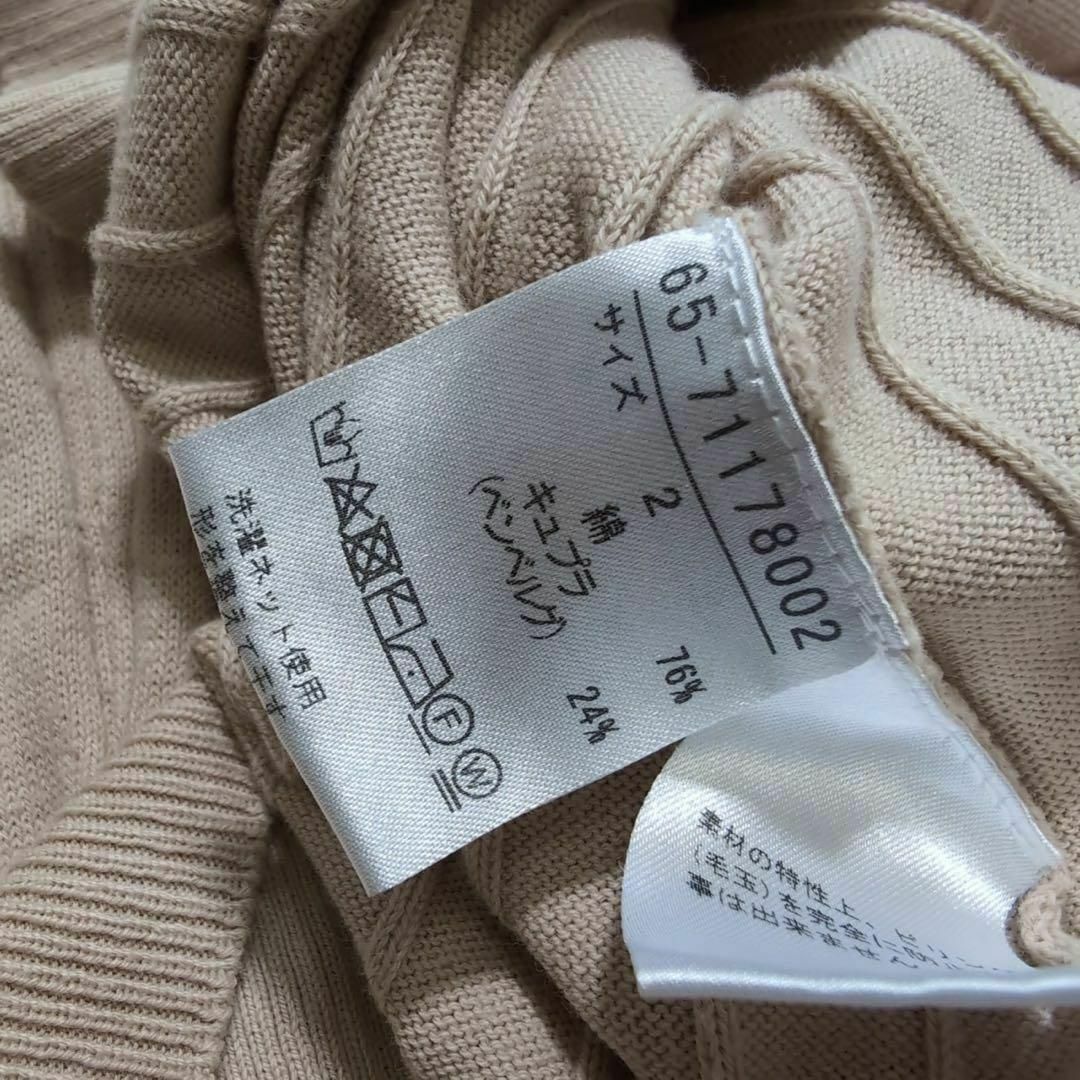 65-71178002
サイズ 2
綿 76%
キュプラ 24%
(ベンベルグ)
F W
洗濯ネット使用
形を整えて干す
素材の特性上、ピ
(毛玉)を完全に防
事は出来ません